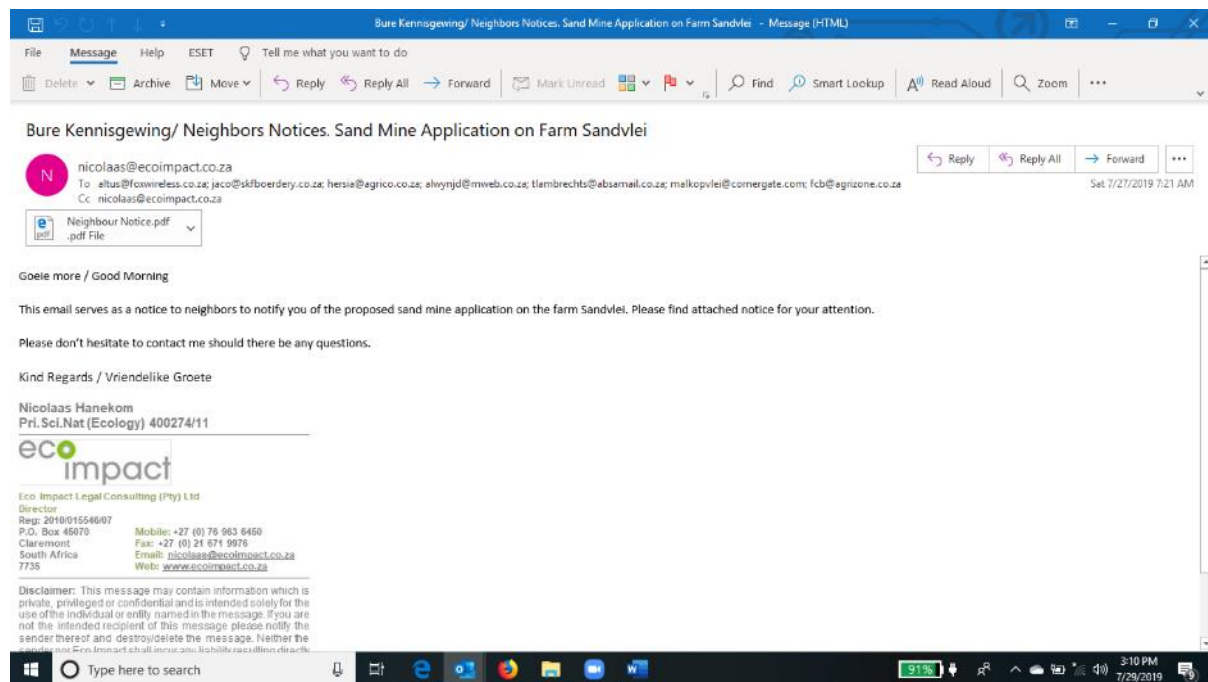 Bure Kennisgewing/ Neighbors Notices. Sand Mine Application on Farm Sandvlei - Message (HTML)
File Message Help ESET Tell me what you want to do
Delete Archive Move Reply Reply All Forward Mark Unread Find Smart Lookup Read Aloud Zoom
Bure Kennisgewing/ Neighbors Notices. Sand Mine Application on Farm Sandvlei
Reply Reply All Forward
N
nicolaas@ecoimpact.co.za
To altus@foxwireless.co.za; jaco@skfboerdery.co.za; hersia@agrico.co.za; alwynjd@mweb.co.za; tlambrechts@absamail.co.za; malkopvlei@cornergate.com; fcb@agrizone.co.za
Sat 7/27/2019 7:21 AM
Cc nicolaas@ecoimpact.co.za
Neighbour Notice.pdf
.pdf File
Goeie more / Good Morning
This email serves as a notice to neighbors to notify you of the proposed sand mine application on the farm Sandvlei. Please find attached notice for your attention.
Please don't hesitate to contact me should there be any questions.
Kind Regards / Vriendelike Groete
Nicolaas Hanekom
Pri.Sci.Nat (Ecology) 400274/11
eco
impact
Eco Impact Legal Consulting (Pty) Ltd
Director
Reg: 2010/015546/07
P.O. Box 45070 Mobile: +27 (0) 76 963 6450
Claremont Fax: +27 (0) 21 671 9976
South Africa Email: nicolaas@ecoimpact.co.za
7735 Web: www.ecoimpact.co.za
Disclaimer: This message may contain information which is
private, privileged or confidential and is intended solely for the
use of the individual or entity named in the message. If you are
not the intended recipient of this message please notify the
sender thereof and destroy/delete the message. Neither the
sender nor Eco Impact shall incur any liability resulting directly
Type here to search
91%
3:10 PM
7/29/2019